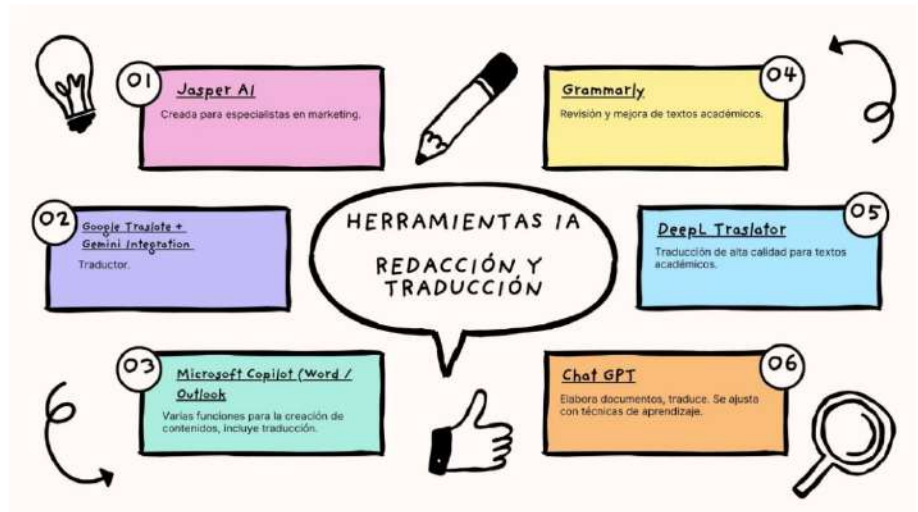 HERRAMIENTAS IA
REDACCIÓN Y
TRADUCCIÓN
01
Jasper AI
Creada para especialistas en marketing.
02
Google Traslate +
Gemini Integration
Traductor.
03
Microsoft Copilot (Word /
Outlook
Varias funciones para la creación de
contenidos, incluye traducción.
04
Grammarly
Revisión y mejora de textos académicos.
05
DeepL Traslator
Traducción de alta calidad para textos
académicos.
06
Chat GPT
Elabora documentos, traduce. Se ajusta
con técnicas de aprendizaje.